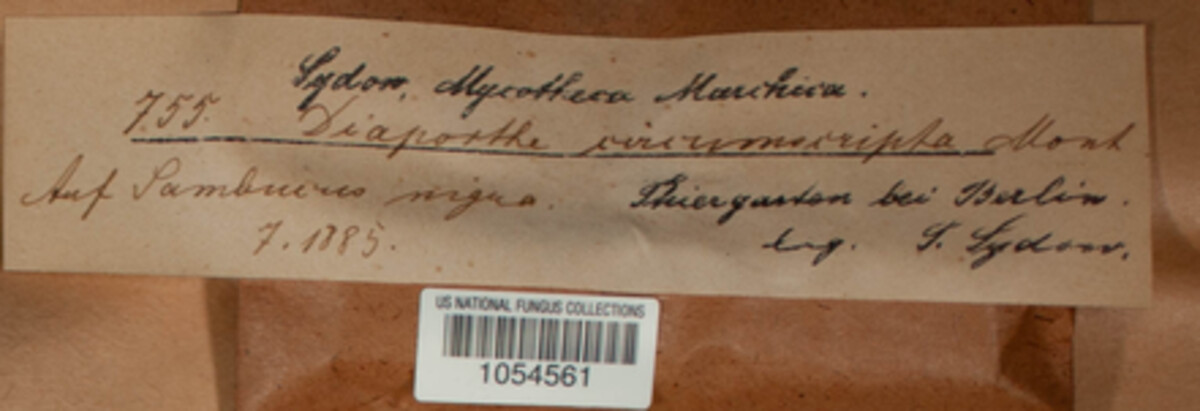 Sydow, Mycotheca Marchica.
755. Diaporthe circumscripta Mont
Auf Sambucus nigra. Thiergarten bei Berlin.
7. 1885. leg. P. Sydow.
US NATIONAL FUNGUS COLLECTIONS
1054561